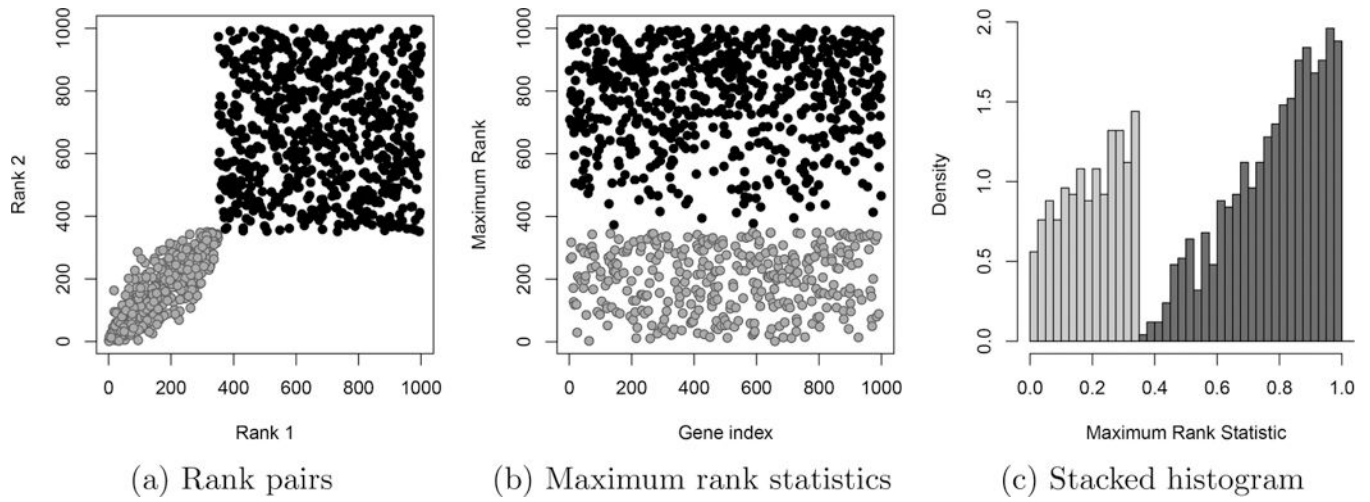 1000
800
600
400
200
0
Rank 2
0 200 400 600 800 1000
Rank 1
(a) Rank pairs
1000
800
600
400
200
0
Maximum Rank
0 200 400 600 800 1000
Gene index
(b) Maximum rank statistics
2.0
1.5
1.0
0.5
0.0
Density
0.0 0.2 0.4 0.6 0.8 1.0
Maximum Rank Statistic
(c) Stacked histogram